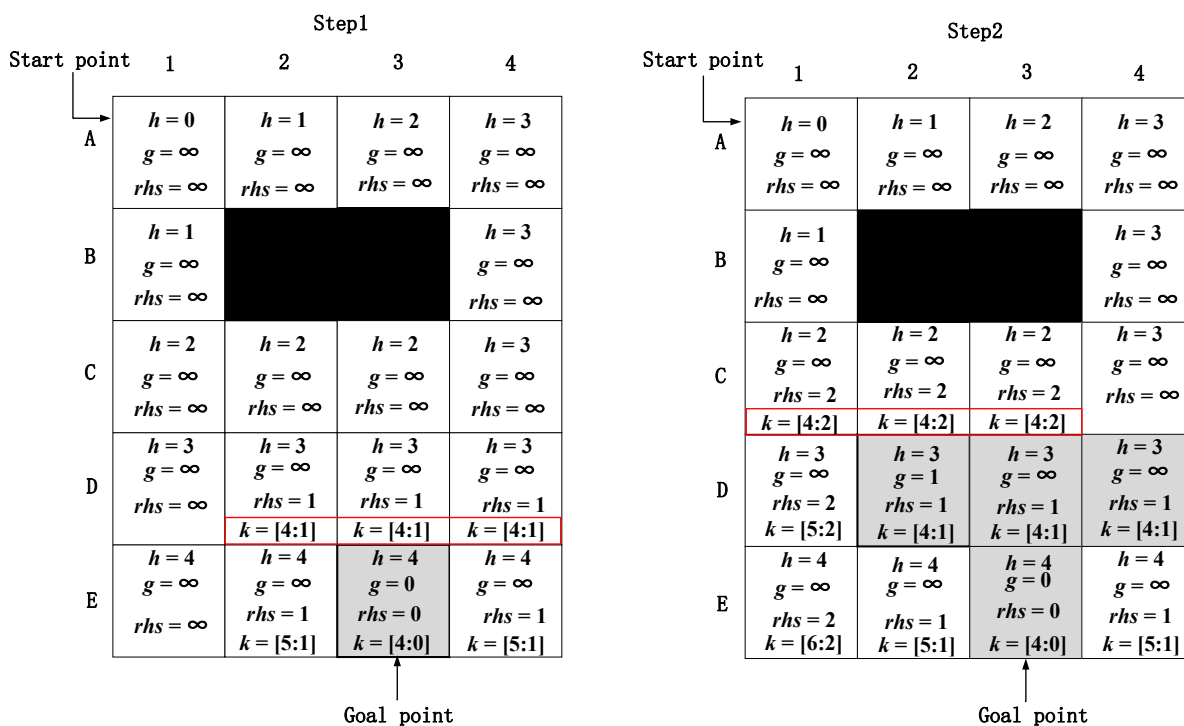 Step1
Start point 1 2 3 4
A
h = 0 h = 1 h = 2 h = 3
g = ∞ g = ∞ g = ∞ g = ∞
rhs = ∞ rhs = ∞ rhs = ∞ rhs = ∞
B
h = 1 h = 3
g = ∞ g = ∞
rhs = ∞ rhs = ∞
C
h = 2 h = 2 h = 2 h = 3
g = ∞ g = ∞ g = ∞ g = ∞
rhs = ∞ rhs = ∞ rhs = ∞ rhs = ∞
D
h = 3 h = 3 h = 3 h = 3
g = ∞ g = ∞ g = ∞ g = ∞
rhs = ∞ rhs = 1 rhs = 1 rhs = 1
k = [4:1] k = [4:1] k = [4:1]
E
h = 4 h = 4 h = 4 h = 4
g = ∞ g = ∞ g = 0 g = ∞
rhs = ∞ rhs = 1 rhs = 0 rhs = 1
k = [5:1] k = [4:0] k = [5:1]
Goal point
Step2
Start point 1 2 3 4
A
h = 0 h = 1 h = 2 h = 3
g = ∞ g = ∞ g = ∞ g = ∞
rhs = ∞ rhs = ∞ rhs = ∞ rhs = ∞
B
h = 1 h = 3
g = ∞ g = ∞
rhs = ∞ rhs = ∞
C
h = 2 h = 2 h = 2 h = 3
g = ∞ g = ∞ g = ∞ g = ∞
rhs = 2 rhs = 2 rhs = 2 rhs = ∞
k = [4:2] k = [4:2] k = [4:2]
D
h = 3 h = 3 h = 3 h = 3
g = ∞ g = 1 g = ∞ g = ∞
rhs = 2 rhs = 1 rhs = 1 rhs = 1
k = [5:2] k = [4:1] k = [4:1] k = [4:1]
E
h = 4 h = 4 h = 4 h = 4
g = ∞ g = ∞ g = 0 g = ∞
rhs = 2 rhs = 1 rhs = 0 rhs = 1
k = [6:2] k = [5:1] k = [4:0] k = [5:1]
Goal point